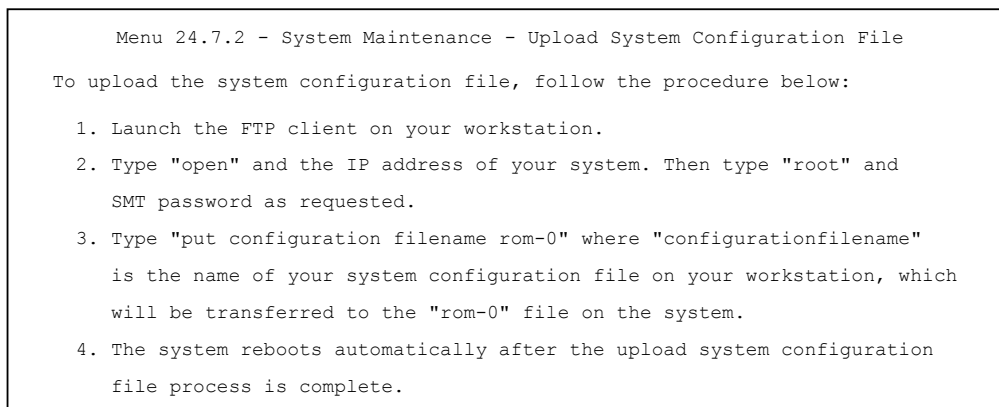 Menu 24.7.2 - System Maintenance - Upload System Configuration File
To upload the system configuration file, follow the procedure below:
1. Launch the FTP client on your workstation.
2. Type "open" and the IP address of your system. Then type "root" and
SMT password as requested.
3. Type "put configuration filename rom-0" where "configurationfilename"
is the name of your system configuration file on your workstation, which
will be transferred to the "rom-0" file on the system.
4. The system reboots automatically after the upload system configuration
file process is complete.